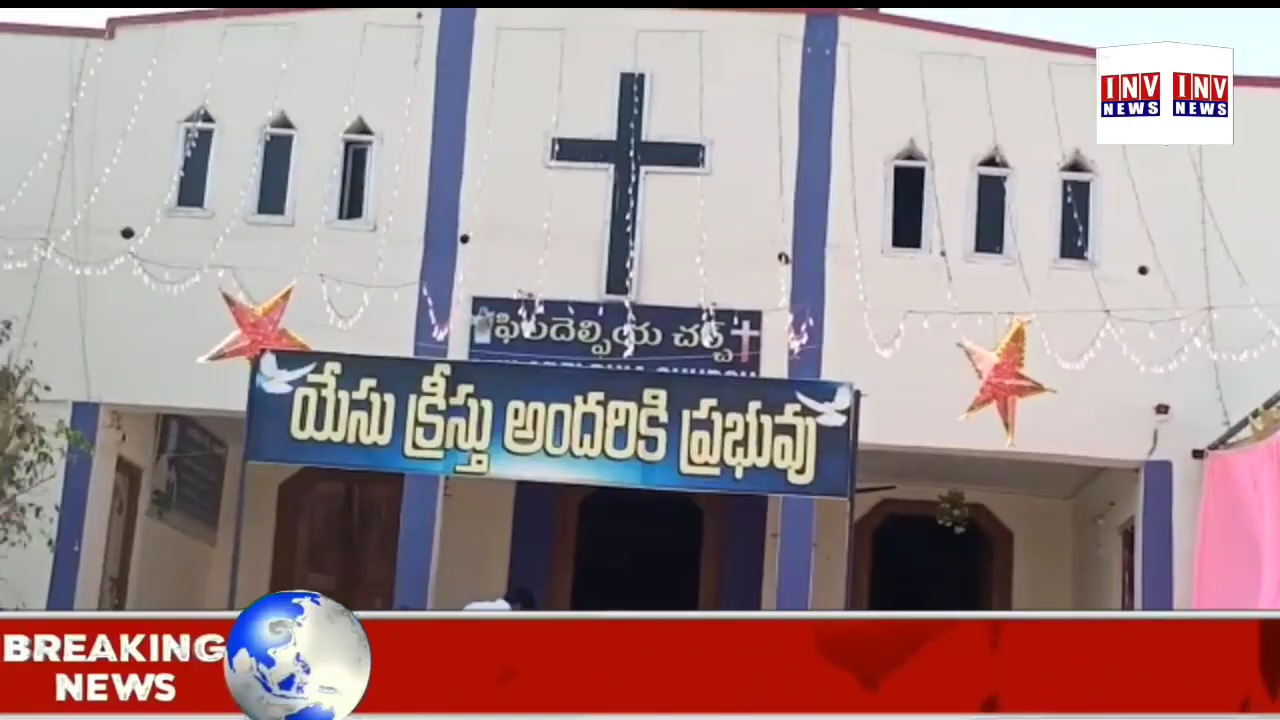 INV INV
NEWS NEWS
ఫిలదెల్ఫియ చర్చ్
యేసు క్రీస్తు అందరికి ప్రభువు
BREAKING
NEWS